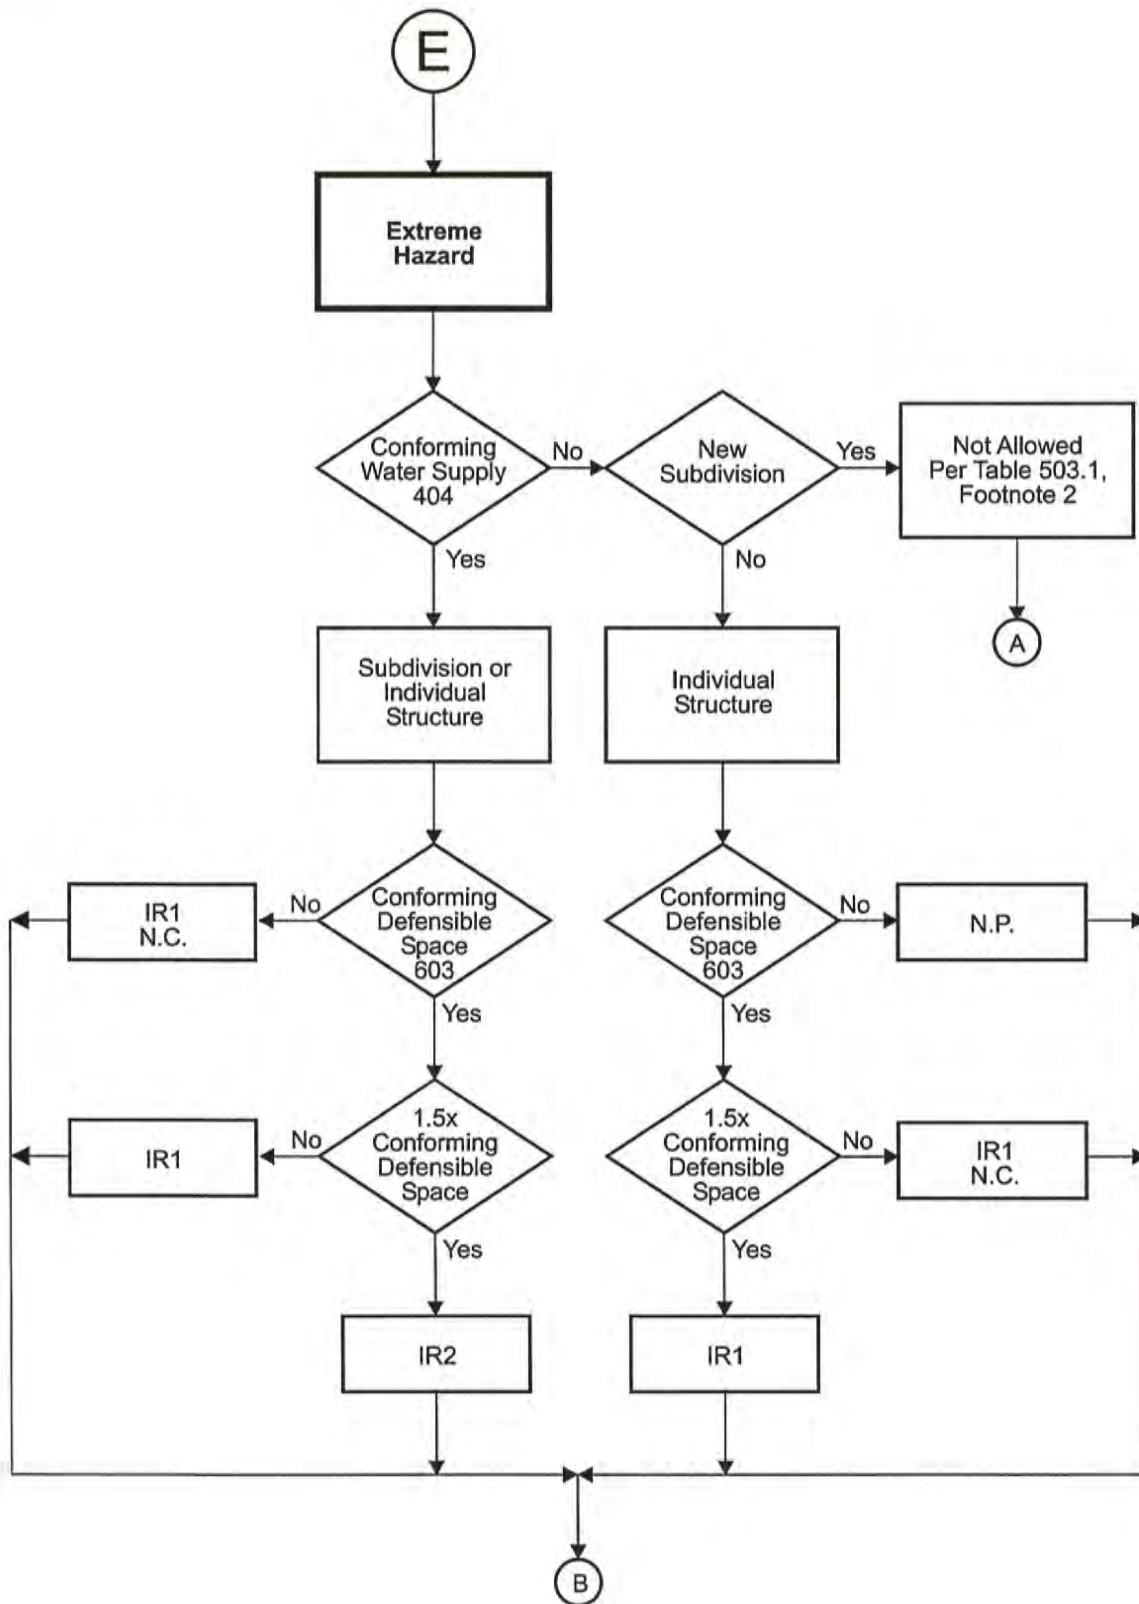 E
Extreme
Hazard
Conforming
Water Supply
404
No
New
Subdivision
Yes
Not Allowed
Per Table 503.1,
Footnote 2
Yes
No
A
Subdivision or
Individual
Structure
Individual
Structure
IR1
N.C.
No
Conforming
Defensible
Space
603
Conforming
Defensible
Space
603
No
N.P.
Yes
Yes
IR1
No
1.5x
Conforming
Defensible
Space
1.5x
Conforming
Defensible
Space
No
IR1
N.C.
Yes
Yes
IR2
IR1
B